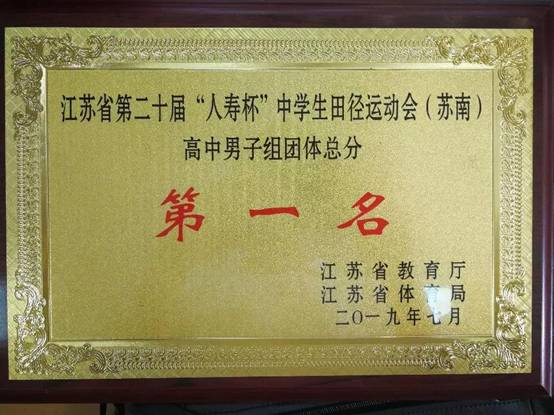 江苏省第二十届“人寿杯”中学生田径运动会（苏南）
高中男子组团体总分
第一名
江苏省教育厅
江苏省体育局
二〇一九年七月